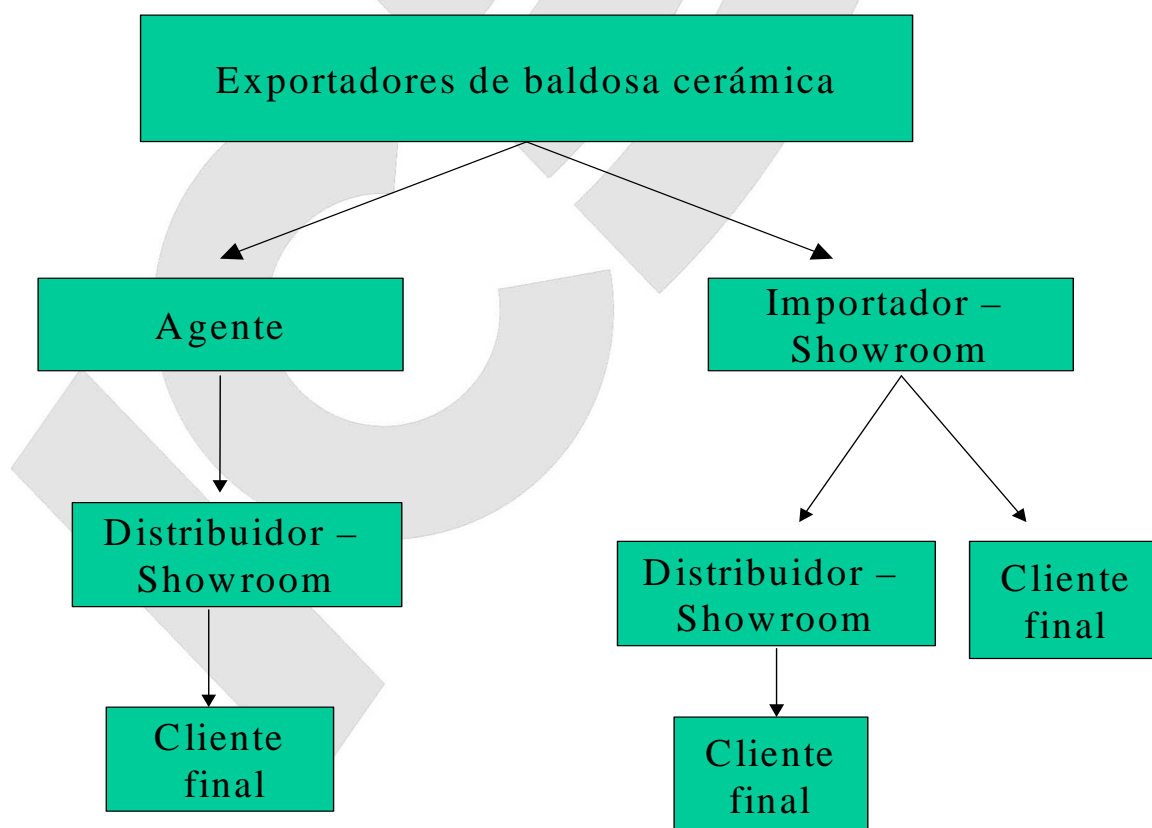 Exportadores de baldosa cerámica
Agente
Importador –
Showroom
Distribuidor –
Showroom
Distribuidor –
Showroom
Cliente
final
Cliente
final
Cliente
final